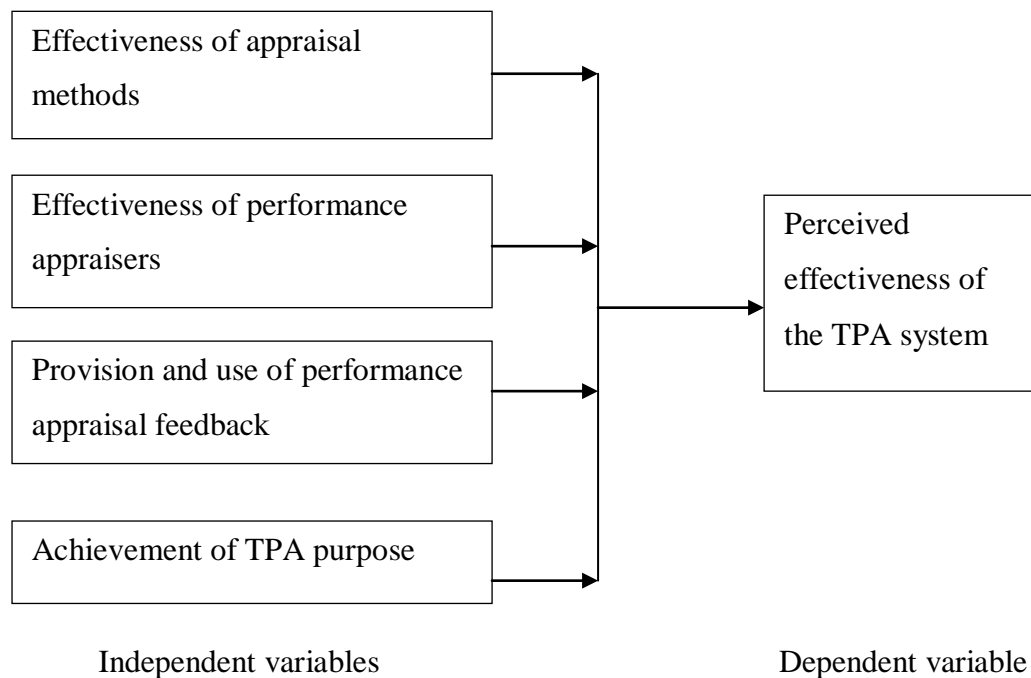 Effectiveness of appraisal
methods
Effectiveness of performance
appraisers
Provision and use of performance
appraisal feedback
Achievement of TPA purpose
Perceived
effectiveness of
the TPA system
Independent variables
Dependent variable